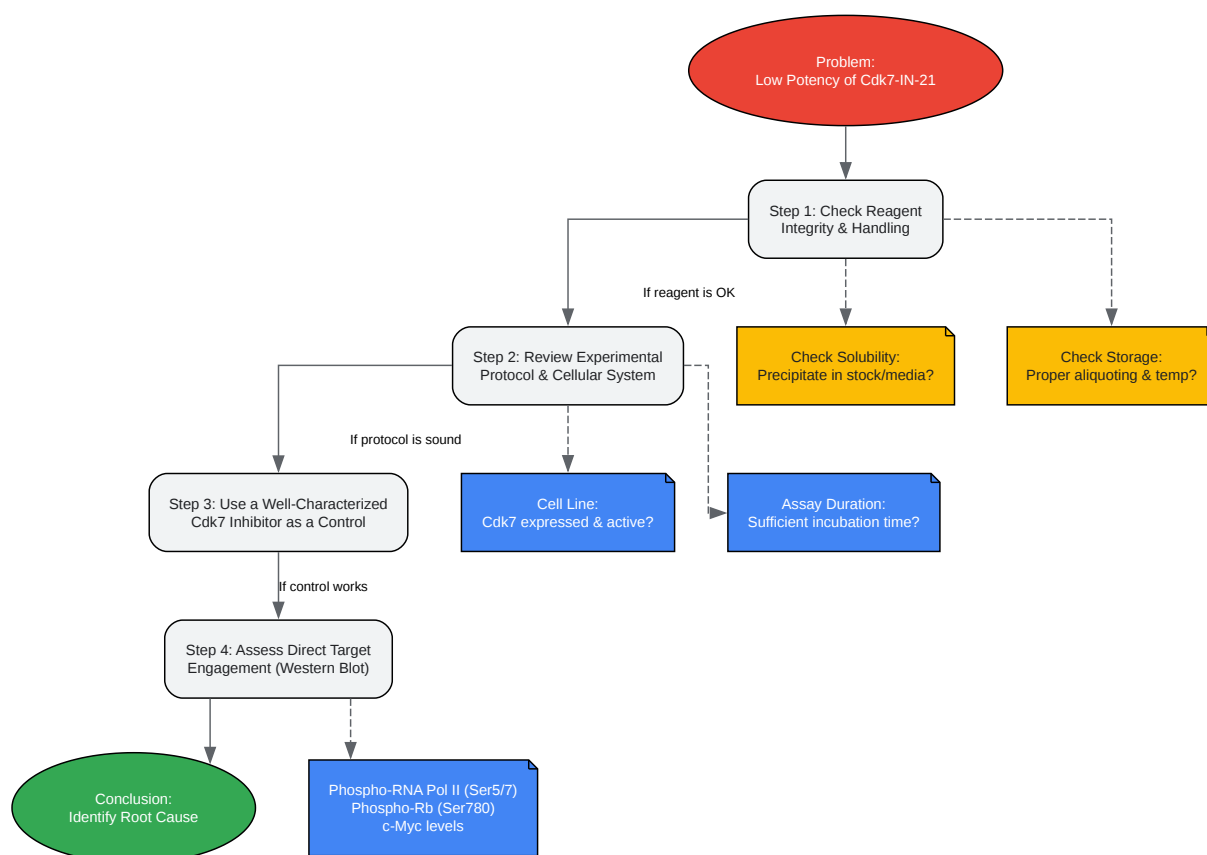 Problem:
Low Potency of Cdk7-IN-21
Step 1: Check Reagent
Integrity & Handling
If reagent is OK
Step 2: Review Experimental
Protocol & Cellular System
Check Solubility:
Precipitate in stock/media?
Check Storage:
Proper aliquoting & temp?
If protocol is sound
Step 3: Use a Well-Characterized
Cdk7 Inhibitor as a Control
Cell Line:
Cdk7 expressed & active?
Assay Duration:
Sufficient incubation time?
If control works
Step 4: Assess Direct Target
Engagement (Western Blot)
Conclusion:
Identify Root Cause
Phospho-RNA Pol II (Ser5/7)
Phospho-Rb (Ser780)
c-Myc levels